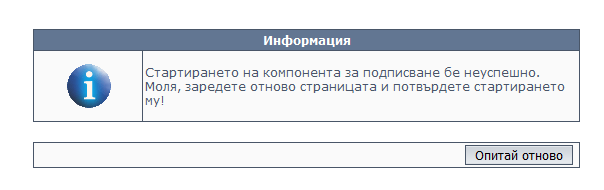 Информация
Стартирането на компонента за подписване бе неуспешно.
Моля, заредете отново страницата и потвърдете стартирането
му!
Опитай отново